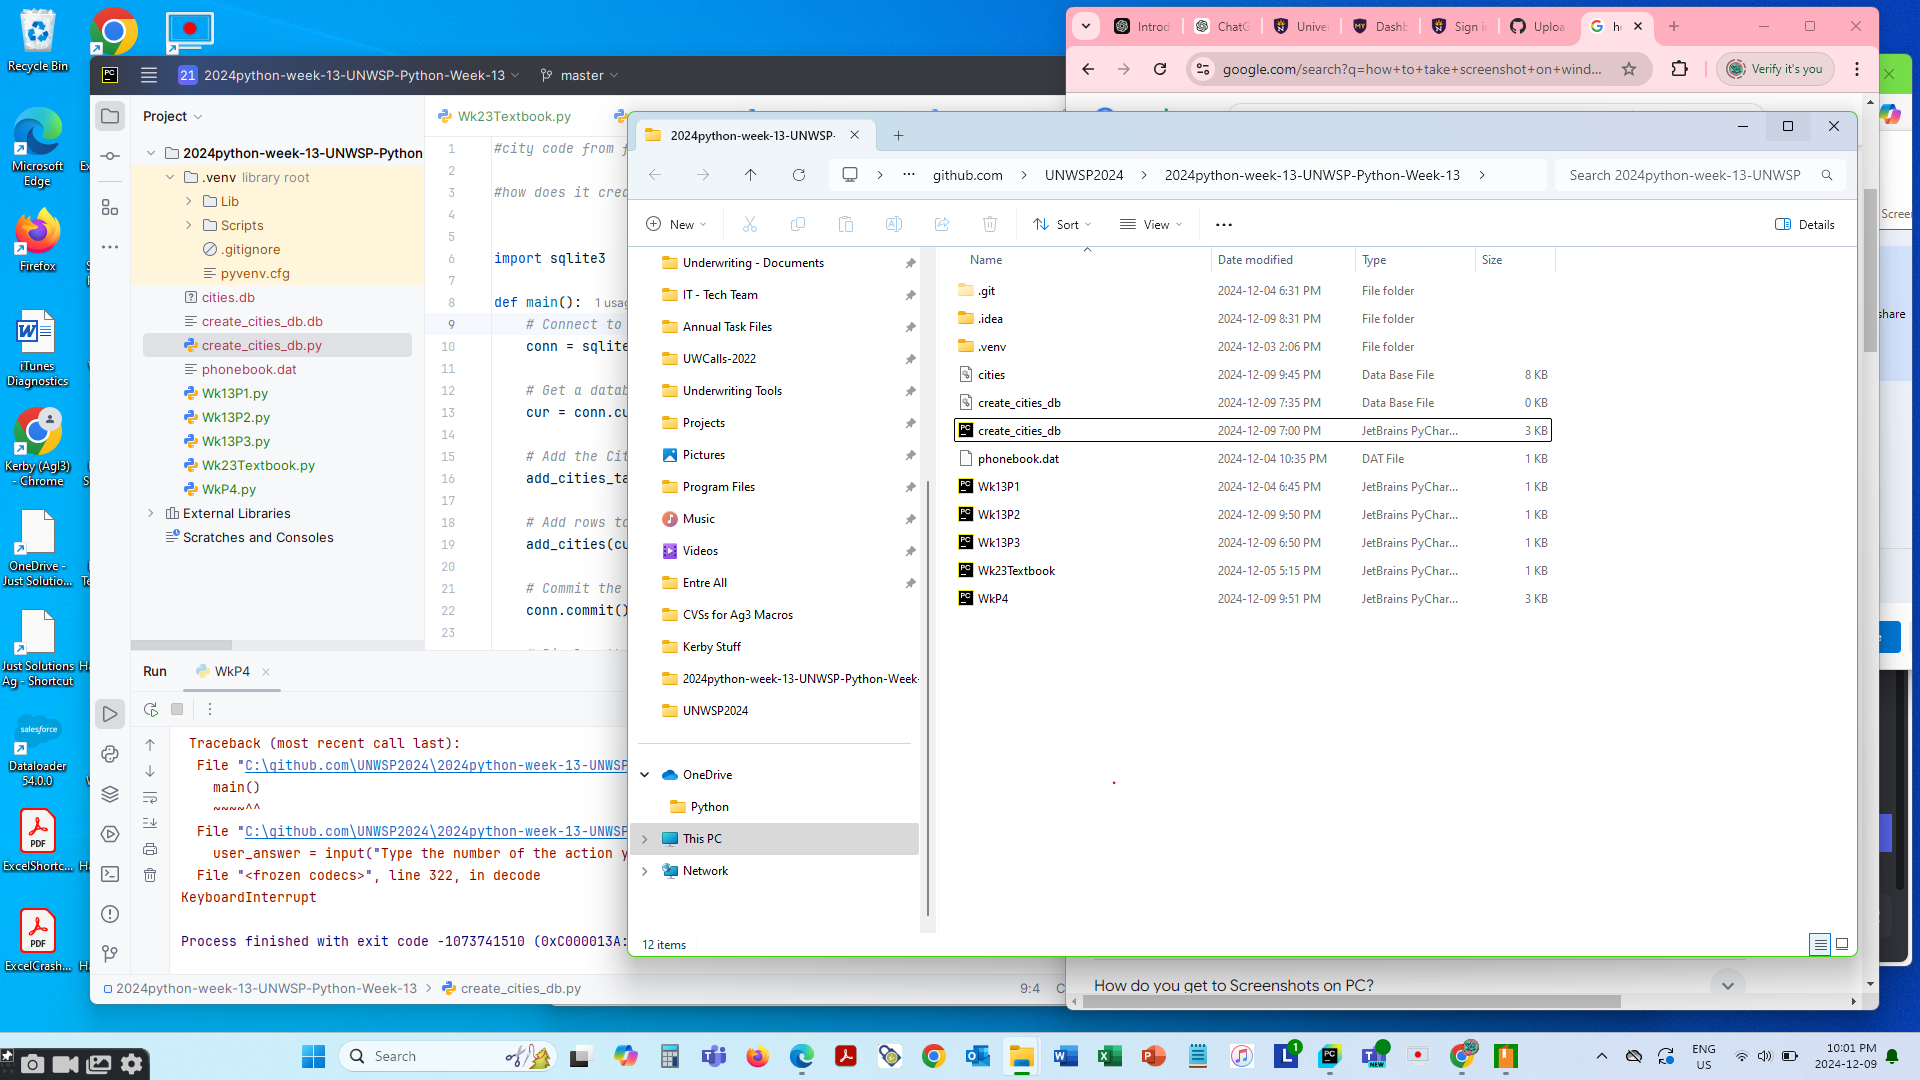 Recycle Bin
Microsoft
Edge
Firefox
iTunes
Diagnostics
Kerby (Agl3)
- Chrome
OneDrive -
Just Solutio...
Just Solutions
Ag - Shortcut
salesforce
Dataloader
54.0.0
PDF
ExcelShortc...
PDF
ExcelCrash...
21 2024python-week-13-UNWSP-Python-Week-13
master
Project
2024python-week-13-UNWSP-Python
.venv library root
Lib
Scripts
.gitignore
pyvenv.cfg
cities.db
create_cities_db.db
create_cities_db.py
phonebook.dat
Wk13P1.py
Wk13P2.py
Wk13P3.py
Wk23Textbook.py
WkP4.py
External Libraries
Scratches and Consoles
Wk23Textbook.py
1 #city code from
2
3 #how does it crea
4
5
6 import sqlite3
7
8 def main(): 1 usag
9 # Connect to
10 conn = sqlite
11
12 # Get a datab
13 cur = conn.cu
14
15 # Add the Cit
16 add_cities_ta
17
18 # Add rows to
19 add_cities(cu
20
21 # Commit the
22 conn.commit()
23
Run WkP4
Traceback (most recent call last):
File "C:\github.com\UNWSP2024\2024python-week-13-UNWSP
main()
~~~~^^
File "C:\github.com\UNWSP2024\2024python-week-13-UNWSP
user_answer = input("Type the number of the action y
File "<frozen codecs>", line 322, in decode
KeyboardInterrupt
Process finished with exit code -1073741510 (0xC000013A:
2024python-week-13-UNWSP-Python-Week-13 > create_cities_db.py
9:4
Introd
ChatG
Univer
Dashb
Sign i
Uploa
google.com/search?q=how+to+take+screenshot+on+wind...
Verify it's you
2024python-week-13-UNWSP-
github.com > UNWSP2024 > 2024python-week-13-UNWSP-Python-Week-13
Search 2024python-week-13-UNWSP
New
Sort
View
Details
Underwriting - Documents
IT - Tech Team
Annual Task Files
UWCalls-2022
Underwriting Tools
Projects
Pictures
Program Files
Music
Videos
Entre All
CVSs for Ag3 Macros
Kerby Stuff
2024python-week-13-UNWSP-Python-Week-
UNWSP2024
OneDrive
Python
This PC
Network
Name Date modified Type Size
.git 2024-12-04 6:31 PM File folder
.idea 2024-12-09 8:31 PM File folder
.venv 2024-12-03 2:06 PM File folder
cities 2024-12-09 9:45 PM Data Base File 8 KB
create_cities_db 2024-12-09 7:35 PM Data Base File 0 KB
create_cities_db 2024-12-09 7:00 PM JetBrains PyChar... 3 KB
phonebook.dat 2024-12-04 10:35 PM DAT File 1 KB
Wk13P1 2024-12-04 6:45 PM JetBrains PyChar... 1 KB
Wk13P2 2024-12-09 9:50 PM JetBrains PyChar... 1 KB
Wk13P3 2024-12-09 6:50 PM JetBrains PyChar... 1 KB
Wk23Textbook 2024-12-05 5:15 PM JetBrains PyChar... 1 KB
WkP4 2024-12-09 9:51 PM JetBrains PyChar... 3 KB
12 items
Screen
share
How do you get to Screenshots on PC?
Search
ENG
US
10:01 PM
2024-12-09